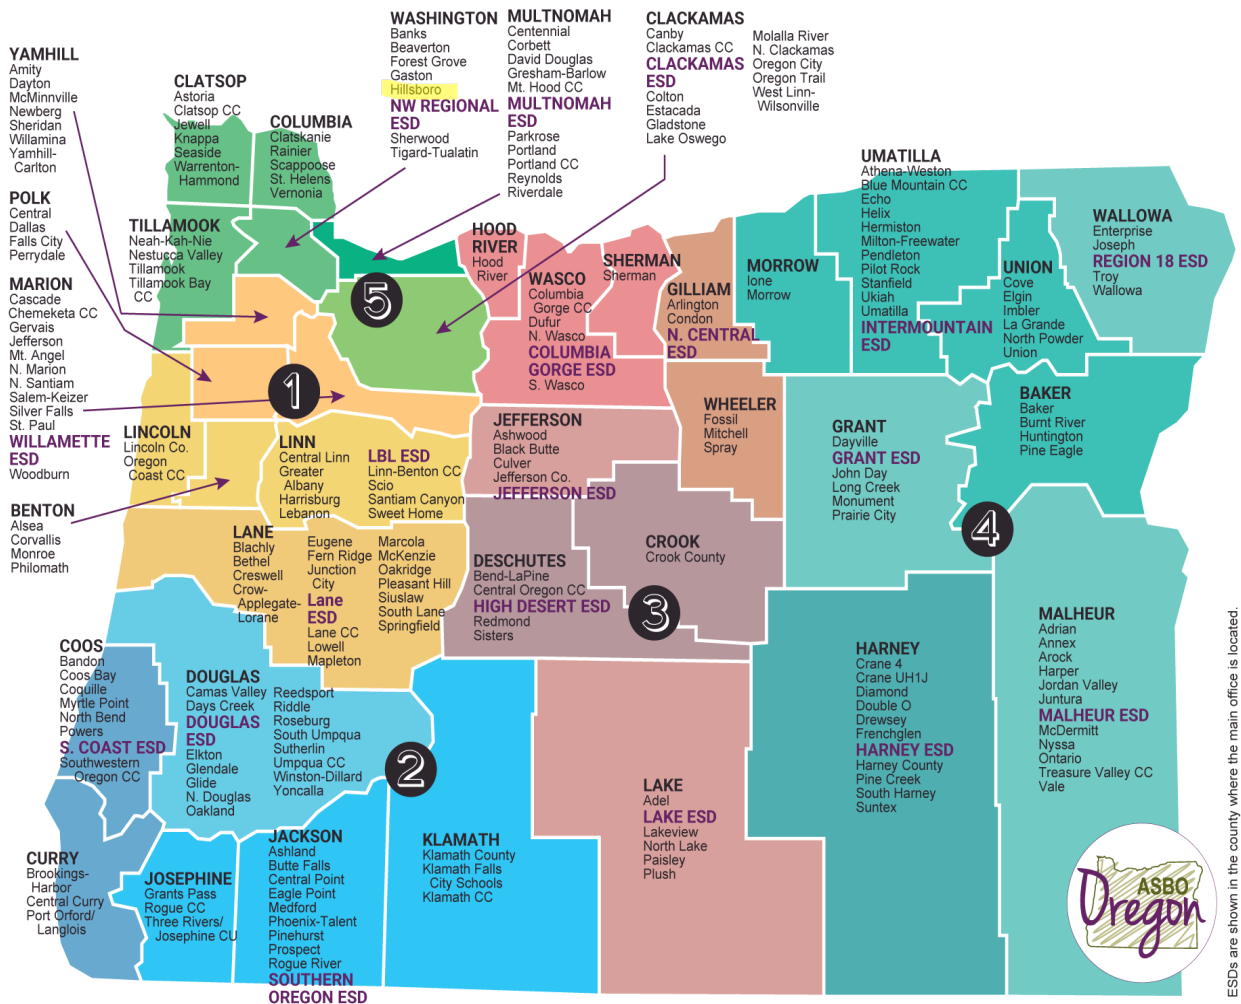 YAMHILL
Amity
Dayton
McMinnville
Newberg
Sheridan
Willamina
Yamhill-
Carlton
POLK
Central
Dallas
Falls City
Perrydale
MARION
Cascade
Chemeketa CC
Gervais
Jefferson
Mt. Angel
N. Marion
N. Santiam
Salem-Keizer
Silver Falls
St. Paul
WILLAMETTE
ESD
Woodburn
BENTON
Alsea
Corvallis
Monroe
Philomath
CLATSOP
Astoria
Clatsop CC
Jewell
Knappa
Seaside
Warrenton-
Hammond
COLUMBIA
Clatskanie
Rainier
Scappoose
St. Helens
Vernonia
TILLAMOOK
Neah-Kah-Nie
Nestucca Valley
Tillamook
Tillamook Bay
CC
WASHINGTON
Banks
Beaverton
Forest Grove
Gaston
Hillsboro
NW REGIONAL
ESD
Sherwood
Tigard-Tualatin
MULTNOMAH
Centennial
Corbett
David Douglas
Gresham-Barlow
Mt. Hood CC
MULTNOMAH
ESD
Parkrose
Portland
Portland CC
Reynolds
Riverdale
CLACKAMAS
Canby
Clackamas CC
CLACKAMAS
ESD
Colton
Estacada
Gladstone
Lake Oswego
Molalla River
N. Clackamas
Oregon City
Oregon Trail
West Linn-
Wilsonville
HOOD
RIVER
Hood
River
WASCO
Columbia
Gorge CC
Dufur
N. Wasco
COLUMBIA
GORGE ESD
S. Wasco
SHERMAN
Sherman
GILLIAM
Arlington
Condon
N. CENTRAL
ESD
MORROW
Ione
Morrow
UMATILLA
Athena-Weston
Blue Mountain CC
Echo
Helix
Hermiston
Milton-Freewater
Pendleton
Pilot Rock
Stanfield
Ukiah
Umatilla
INTERMOUNTAIN
ESD
UNION
Cove
Elgin
Imbler
La Grande
North Powder
Union
WALLOWA
Enterprise
Joseph
REGION 18 ESD
Troy
Wallowa
5
1
LINCOLN
Lincoln Co.
Oregon
Coast CC
LINN
Central Linn
Greater
Albany
Harrisburg
Lebanon
LBL ESD
Linn-Benton CC
Scio
Santiam Canyon
Sweet Home
JEFFERSON
Ashwood
Black Butte
Culver
Jefferson Co.
JEFFERSON ESD
WHEELER
Fossil
Mitchell
Spray
GRANT
Dayville
GRANT ESD
John Day
Long Creek
Monument
Prairie City
BAKER
Baker
Burnt River
Huntington
Pine Eagle
4
LANE
Blachly
Bethel
Creswell
Crow-
Applegate-
Lorane
Eugene
Fern Ridge
Junction
City
Lane
ESD
Lane CC
Lowell
Mapleton
Marcola
McKenzie
Oakridge
Pleasant Hill
Siuslaw
South Lane
Springfield
DESCHUTES
Bend-LaPine
Central Oregon CC
HIGH DESERT ESD
Redmond
Sisters
CROOK
Crook County
3
COOS
Bandon
Coos Bay
Coquille
Myrtle Point
North Bend
Powers
S. COAST ESD
Southwestern
Oregon CC
DOUGLAS
Camas Valley
Days Creek
DOUGLAS
ESD
Elkton
Glendale
Glide
N. Douglas
Oakland
Reedsport
Riddle
Roseburg
South Umpqua
Sutherlin
Umpqua CC
Winston-Dillard
Yoncalla
2
CURRY
Brookings-
Harbor
Central Curry
Port Orford/
Langlois
JOSEPHINE
Grants Pass
Rogue CC
Three Rivers/
Josephine CU
JACKSON
Ashland
Butte Falls
Central Point
Eagle Point
Medford
Phoenix-Talent
Pinehurst
Prospect
Rogue River
SOUTHERN
OREGON ESD
KLAMATH
Klamath County
Klamath Falls
City Schools
Klamath CC
LAKE
Adel
LAKE ESD
Lakeview
North Lake
Paisley
Plush
HARNEY
Crane 4
Crane UH1J
Diamond
Double O
Drewsey
Frenchglen
HARNEY ESD
Harney County
Pine Creek
South Harney
Suntex
MALHEUR
Adrian
Annex
Arock
Harper
Jordan Valley
Juntura
MALHEUR ESD
McDermitt
Nyssa
Ontario
Treasure Valley CC
Vale
ASBO
Oregon
ESDs are shown in the county where the main office is located.